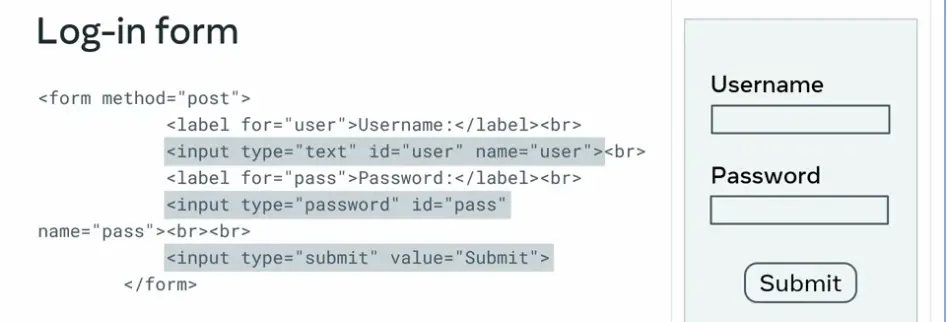 Log-in form
<form method="post">
<label for="user">Username:</label><br>
<input type="text" id="user" name="user"><br>
<label for="pass">Password:</label><br>
<input type="password" id="pass"
name="pass"><br><br>
<input type="submit" value="Submit">
</form>
Username
Password
Submit